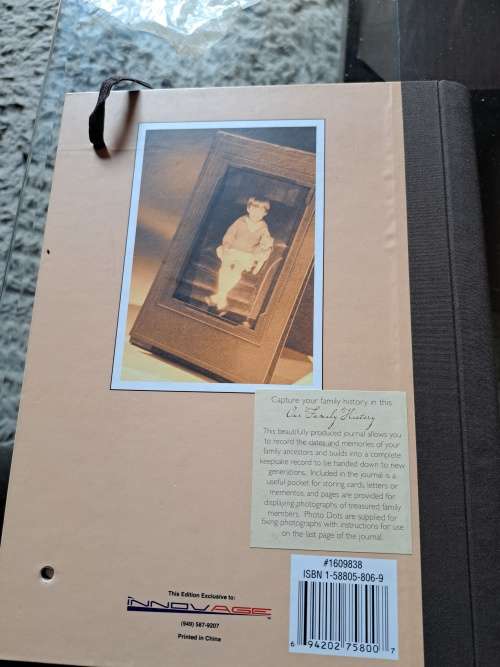 Capture your family history in this
Our Family History
This beautifully produced journal allows you
to record the dates and memories of your
family ancestors and builds into a complete
keepsake record to be handed down to new
generations. Included in the journal is a
useful pocket for storing cards, letters or
mementos, and pages are provided for
displaying photographs of treasured family
members. Photo Dots are supplied for
fixing photographs with instructions for use
on the last page of the journal.
#1609838
ISBN 1-58805-806-9
6 94202 75800 7
This Edition Exclusive to:
INNOVAGE
(949) 587-9207
Printed in China